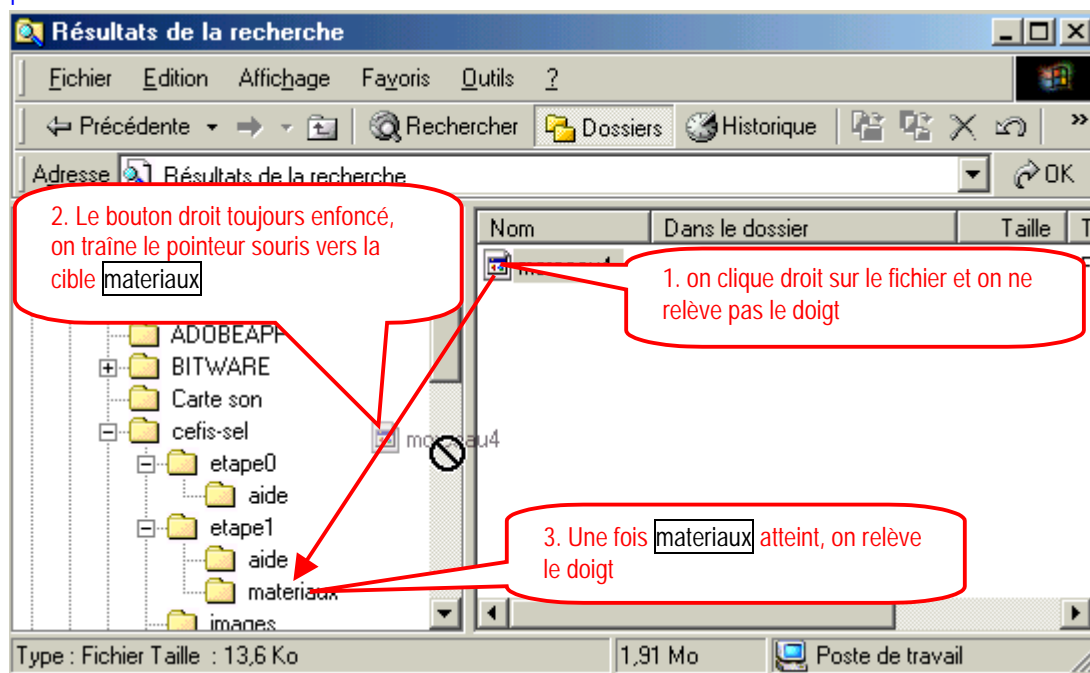 Résultats de la recherche
Fichier Edition Affichage Favoris Outils ?
Précédente Rechercher Dossiers Historique »
Adresse Résultats de la recherche OK
2. Le bouton droit toujours enfoncé,
on traîne le pointeur souris vers la
cible materiaux
Nom Dans le dossier Taille T
1. on clique droit sur le fichier et on ne
relève pas le doigt
BITWARE
Carte son
cefis-sel
morceau4
etape0
aide
etape1
aide
materiaux
images
3. Une fois materiaux atteint, on relève
le doigt
Type : Fichier Taille : 13,6 Ko 1,91 Mo Poste de travail